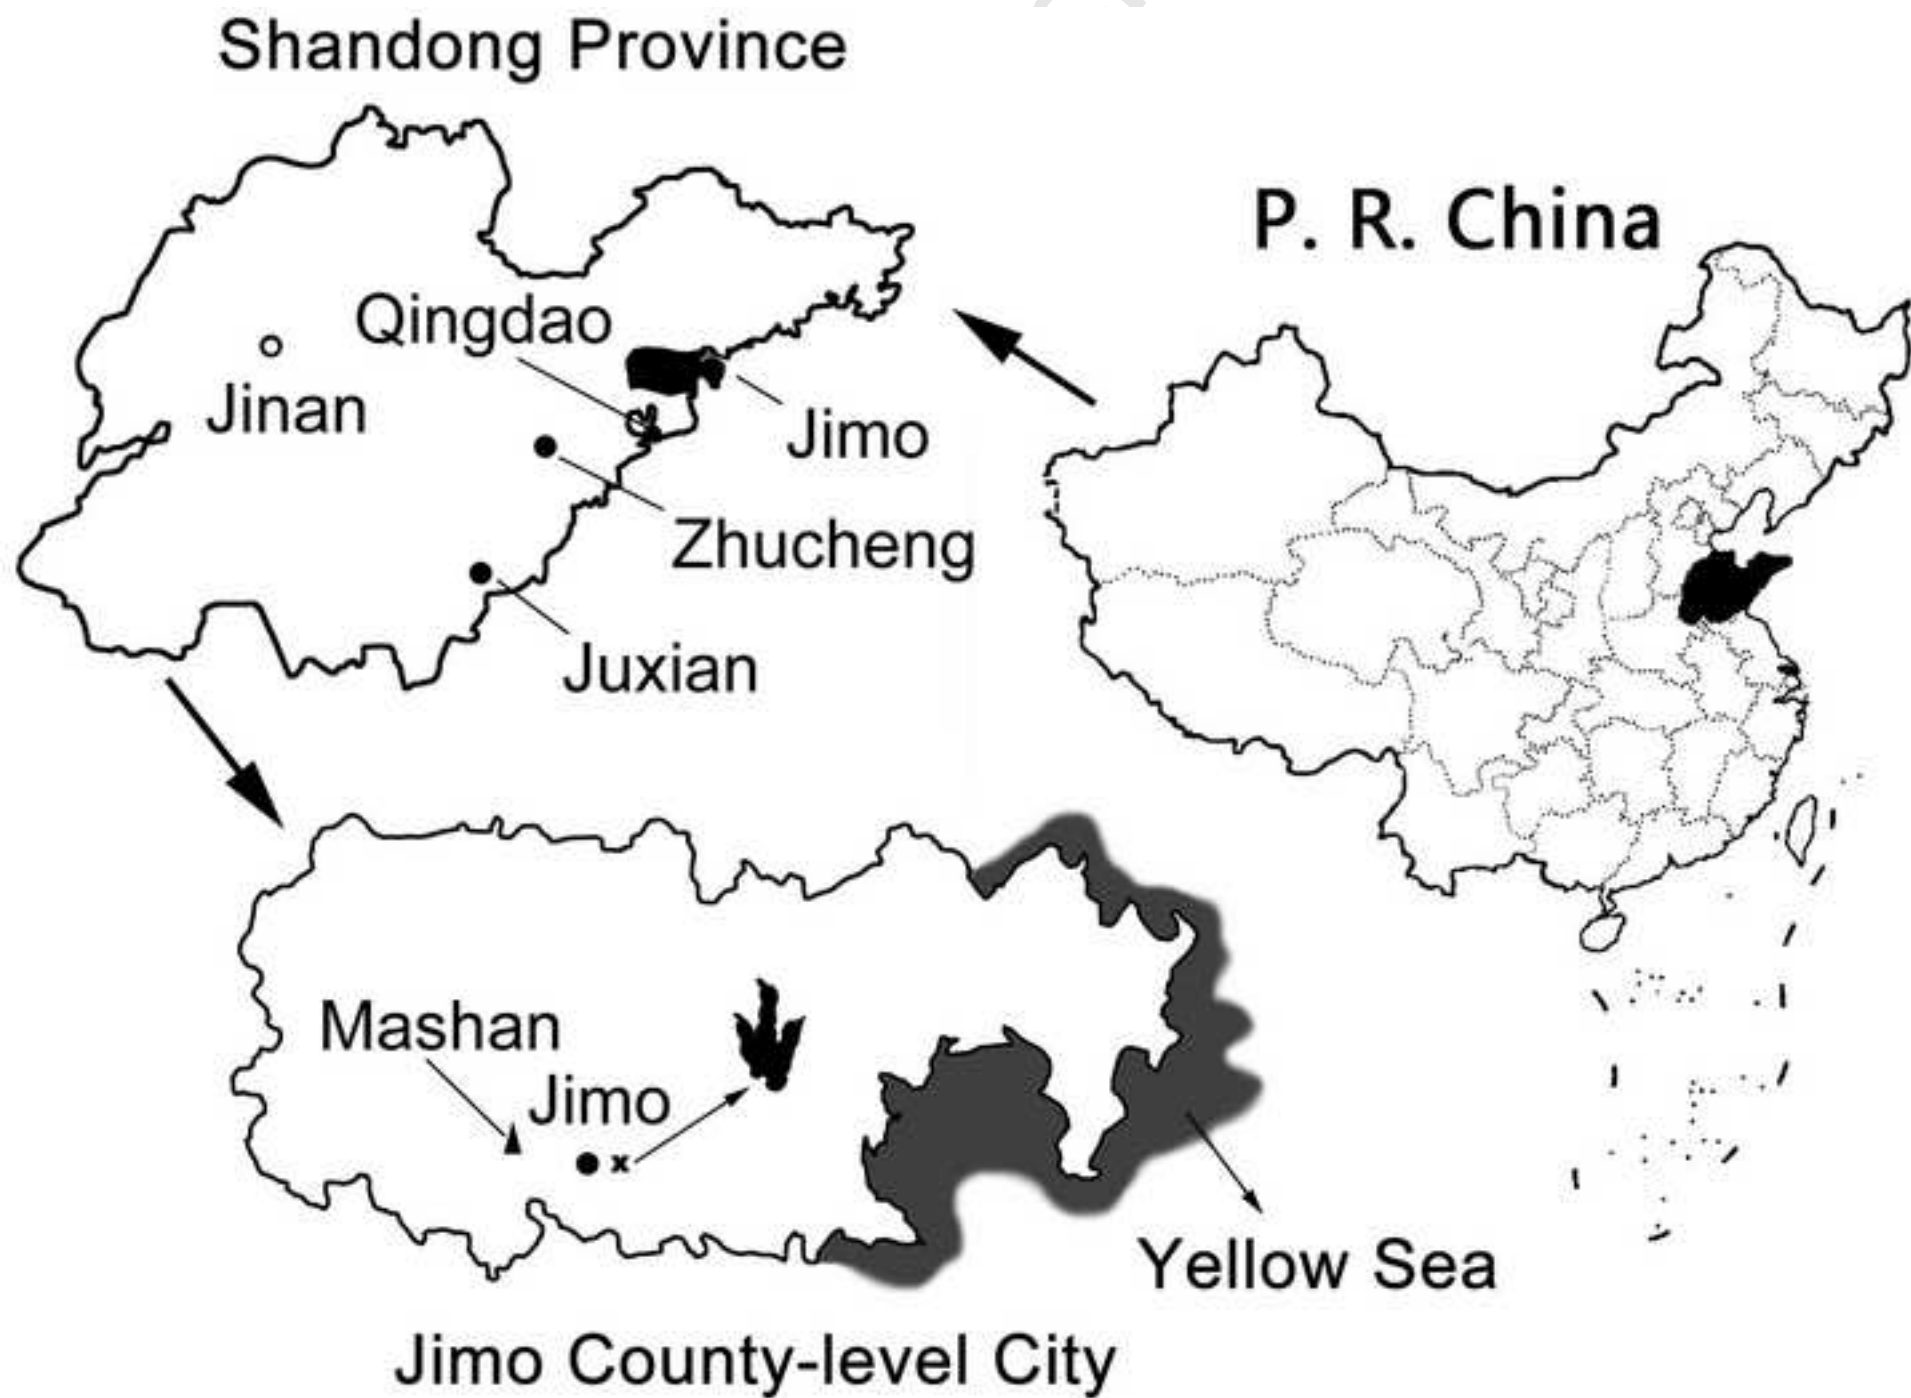 Shandong Province
P. R. China
Qingdao
Jinan
Jimo
Zhucheng
Juxian
Mashan
Jimo
x
Yellow Sea
Jimo County-level City